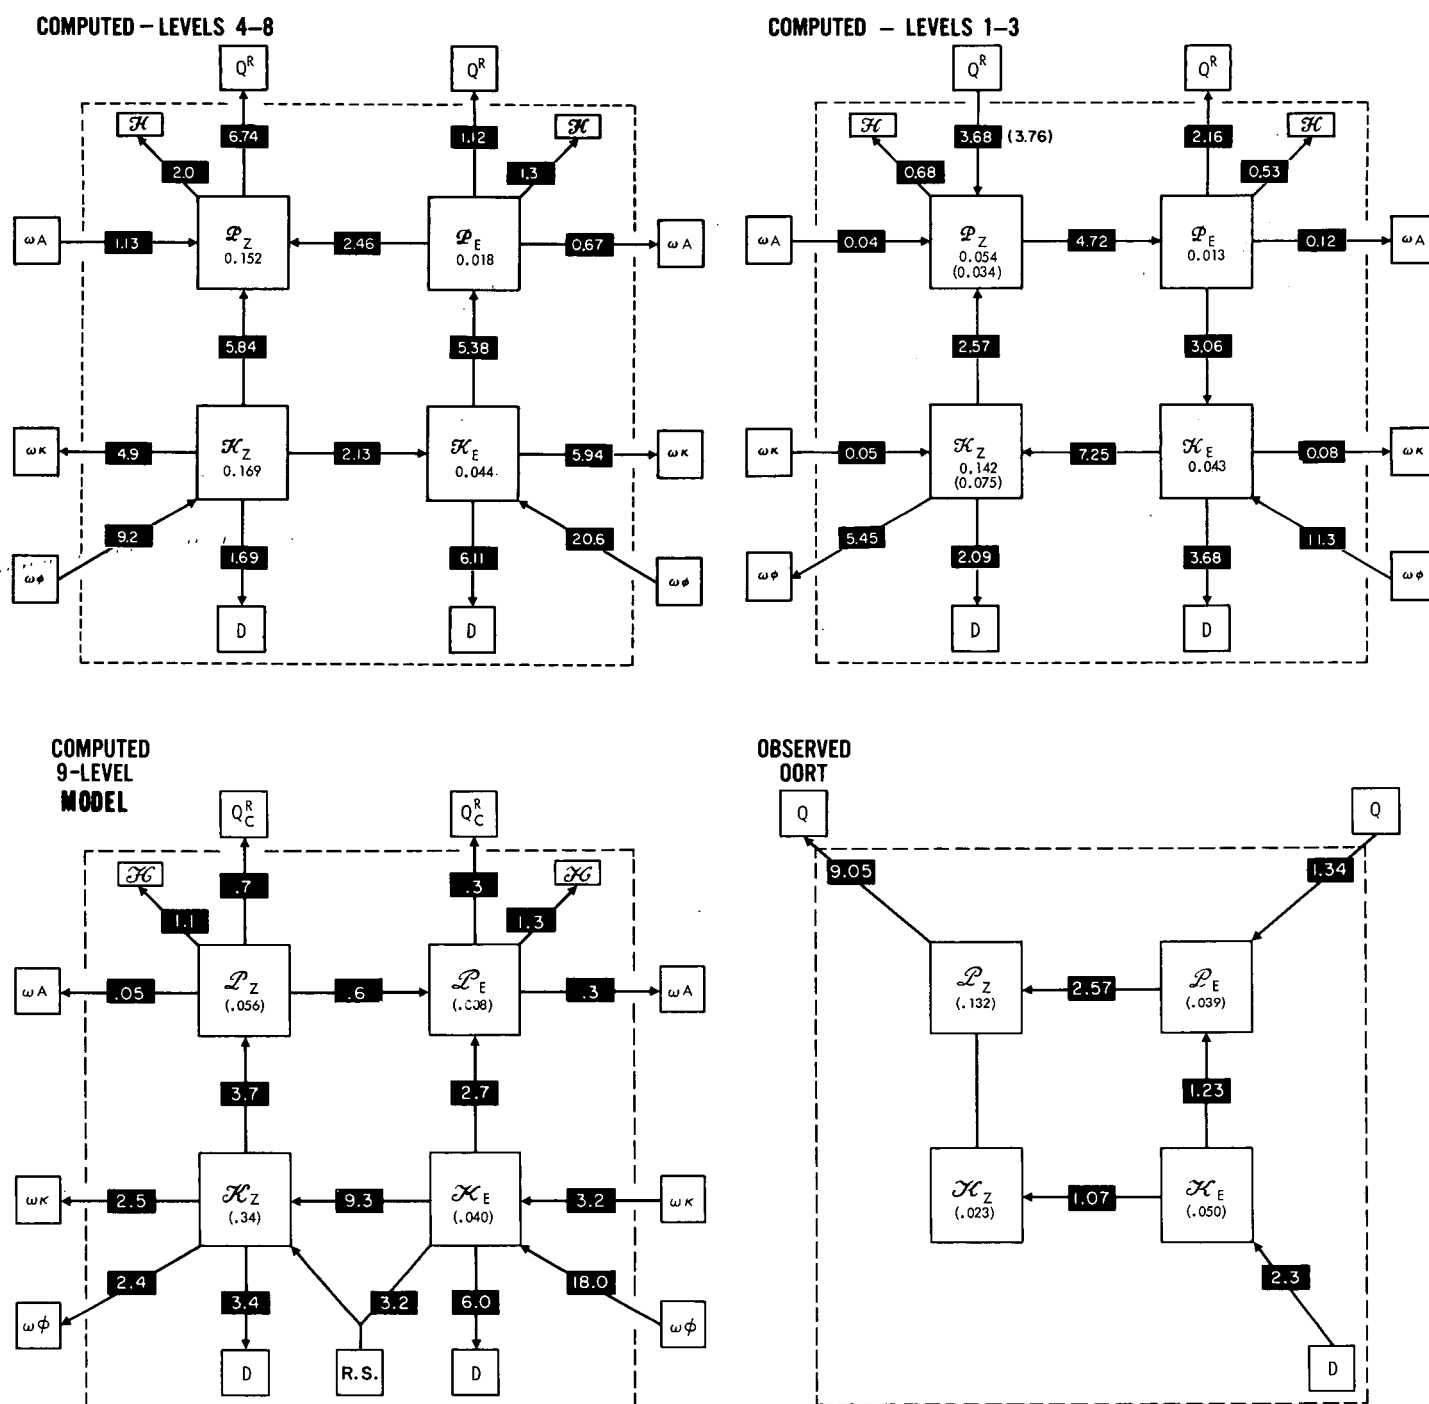 COMPUTED – LEVELS 4–8
Qᴿ
Qᴿ
ℋ
6.74
1.12
ℋ
2.0
1.3
ωA
1.13
𝒫Z
0.152
2.46
𝒫E
0.018
0.67
ωA
5.84
5.38
ωκ
4.9
𝒦Z
0.169
2.13
𝒦E
0.044
5.94
ωκ
9.2
20.6
ωϕ
1.69
6.11
ωϕ
D
D
COMPUTED – LEVELS 1–3
Qᴿ
Qᴿ
ℋ
3.68 (3.76)
2.16
ℋ
0.68
0.53
ωA
0.04
𝒫Z
0.054
(0.034)
4.72
𝒫E
0.013
0.12
ωA
2.57
3.06
ωκ
0.05
𝒦Z
0.142
(0.075)
7.25
𝒦E
0.043
0.08
ωκ
5.45
11.3
ωϕ
2.09
3.68
ωϕ
D
D
COMPUTED
9-LEVEL
MODEL
Q꜀ᴿ
Q꜀ᴿ
ℋ
.7
.3
ℋ
1.1
1.3
ωA
.05
𝒫Z
(.056)
.6
𝒫E
(.008)
.3
ωA
3.7
2.7
ωκ
2.5
𝒦Z
(.34)
9.3
𝒦E
(.040)
3.2
ωκ
2.4
18.0
ωϕ
3.4
3.2
6.0
ωϕ
D
R.S.
D
OBSERVED
OORT
Q
Q
9.05
1.34
𝒫Z
(.132)
2.57
𝒫E
(.039)
1.23
𝒦Z
(.023)
1.07
𝒦E
(.050)
2.3
D